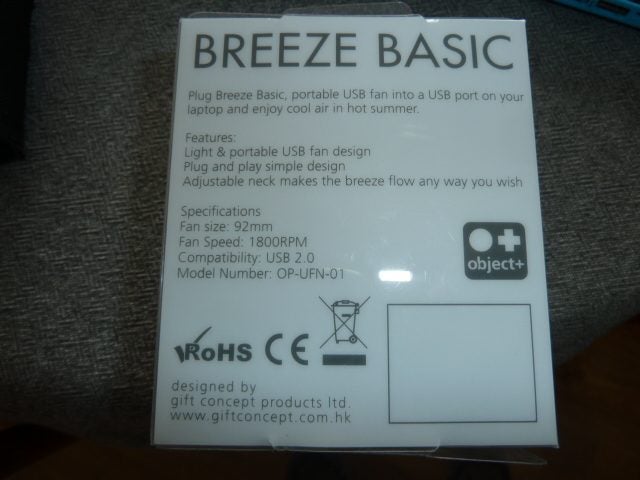 BREEZE BASIC
Plug Breeze Basic, portable USB fan into a USB port on your
laptop and enjoy cool air in hot summer.
Features:
Light & portable USB fan design
Plug and play simple design
Adjustable neck makes the breeze flow any way you wish
Specifications
Fan size: 92mm
Fan Speed: 1800RPM
Compatibility: USB 2.0
Model Number: OP-UFN-01
object+
RoHS CE
designed by
gift concept products ltd.
www.giftconcept.com.hk